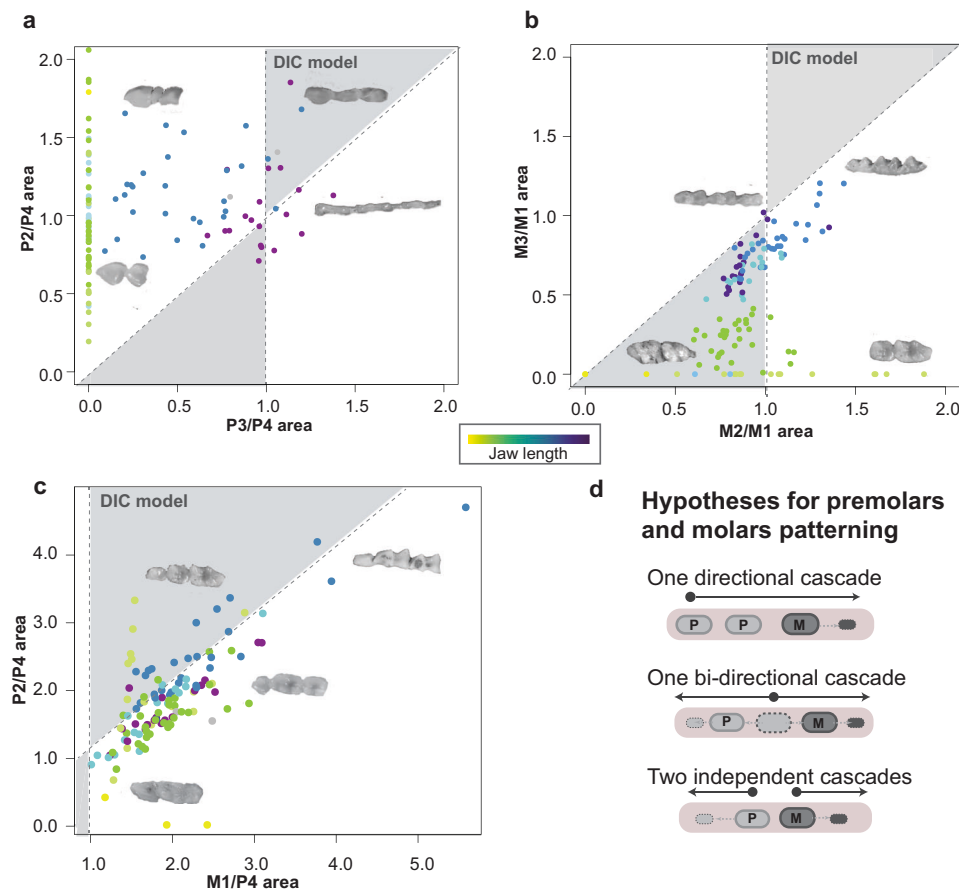 a
DIC model
2.0
1.5
1.0
0.5
0.0
P2/P4 area
0.0 0.5 1.0 1.5 2.0
P3/P4 area
b
DIC model
2.0
1.5
1.0
0.5
0.0
M3/M1 area
0.0 0.5 1.0 1.5 2.0
M2/M1 area
Jaw length
c
DIC model
4.0
3.0
2.0
1.0
0.0
P2/P4 area
1.0 2.0 3.0 4.0 5.0
M1/P4 area
d
Hypotheses for premolars
and molars patterning
One directional cascade
P P M
One bi-directional cascade
P M
Two independent cascades
P M